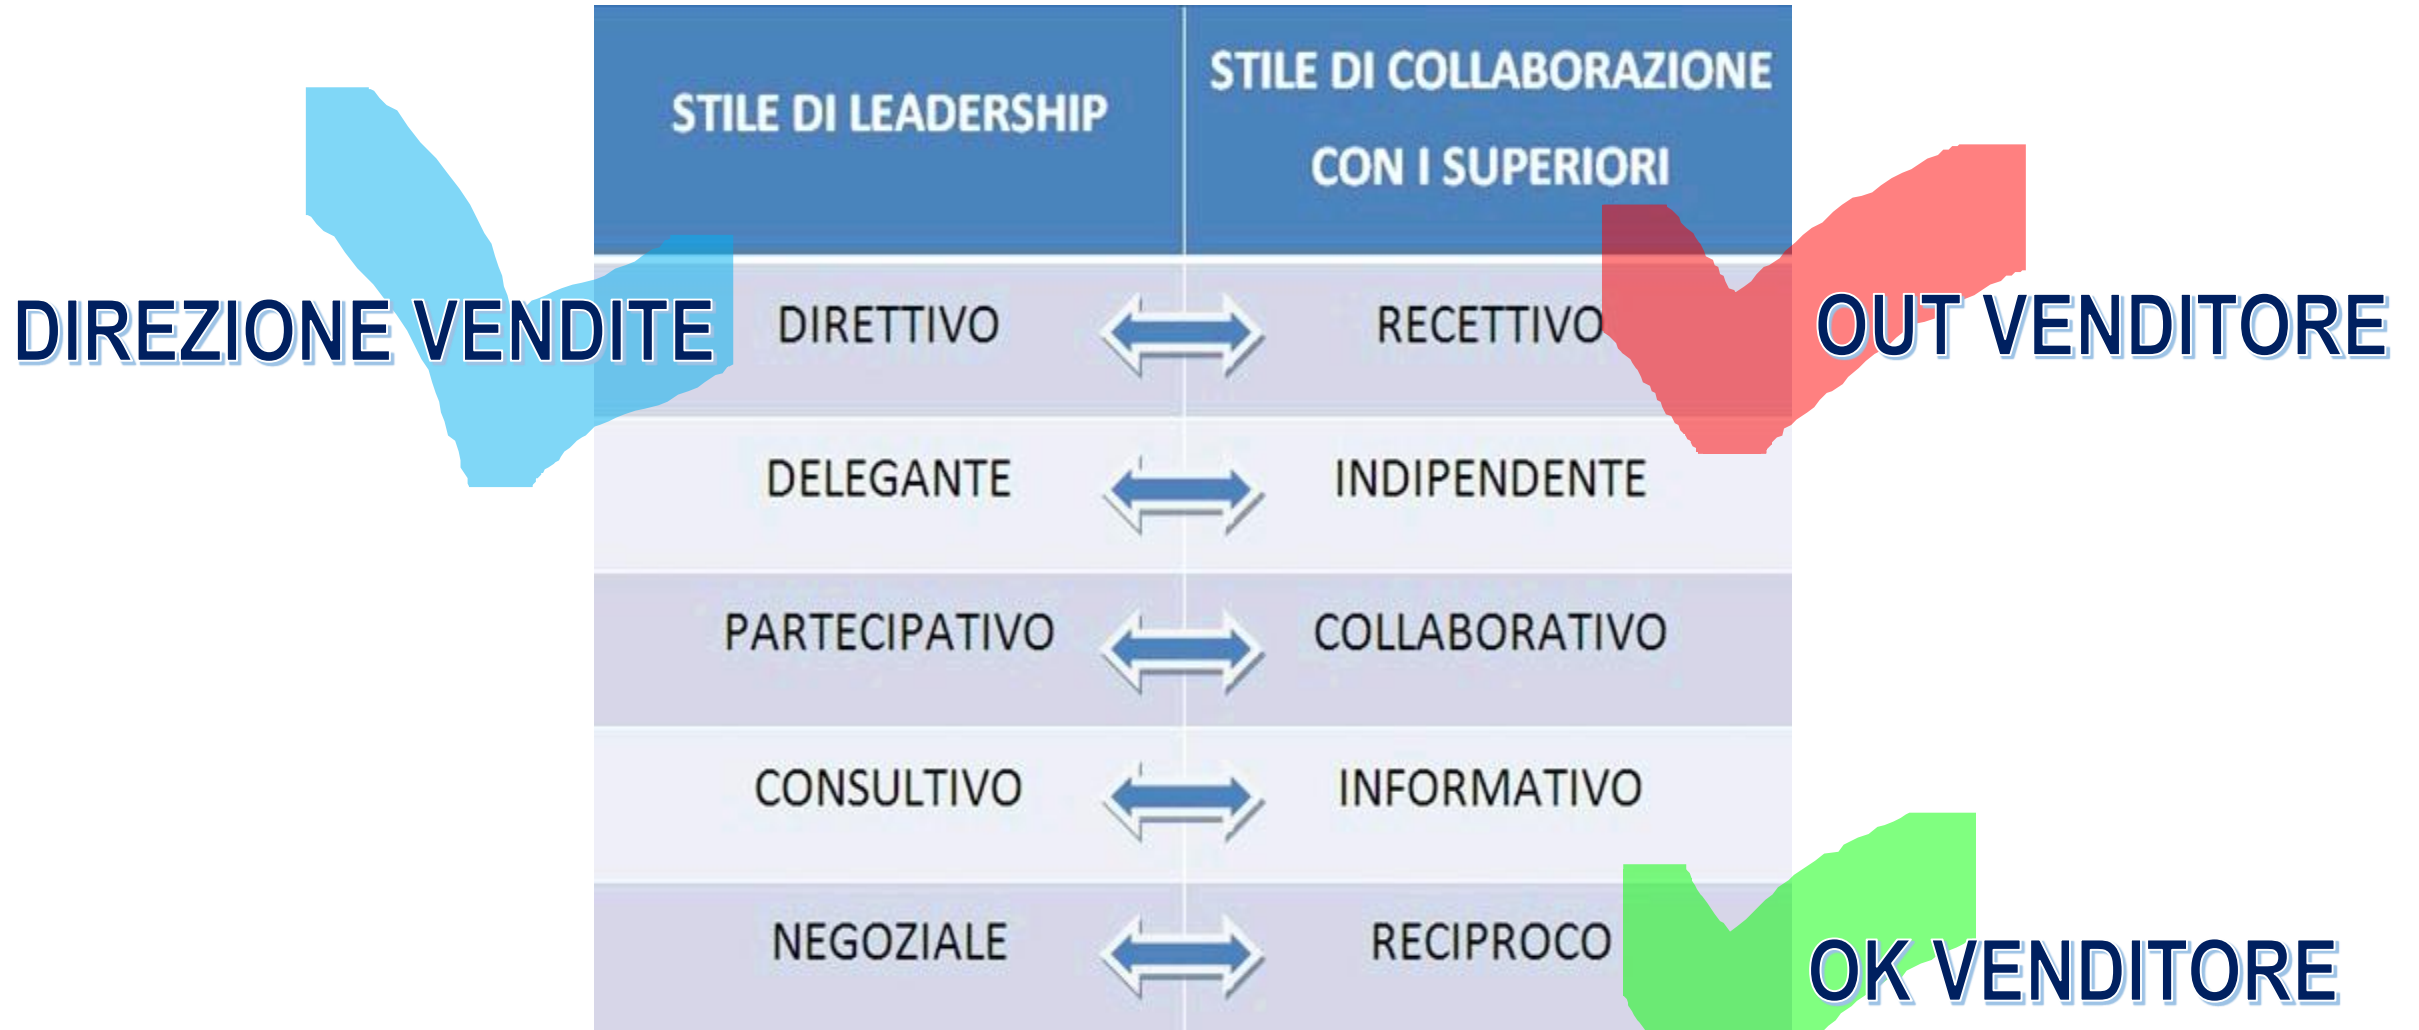 STILE DI LEADERSHIP
STILE DI COLLABORAZIONE
CON I SUPERIORI
DIREZIONE VENDITE
DIRETTIVO
RECETTIVO
OUT VENDITORE
DELEGANTE
INDIPENDENTE
PARTECIPATIVO
COLLABORATIVO
CONSULTIVO
INFORMATIVO
NEGOZIALE
RECIPROCO
OK VENDITORE